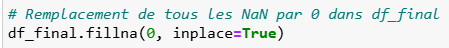 # Remplacement de tous les NaN par 0 dans df_final
df_final.fillna(0, inplace=True)